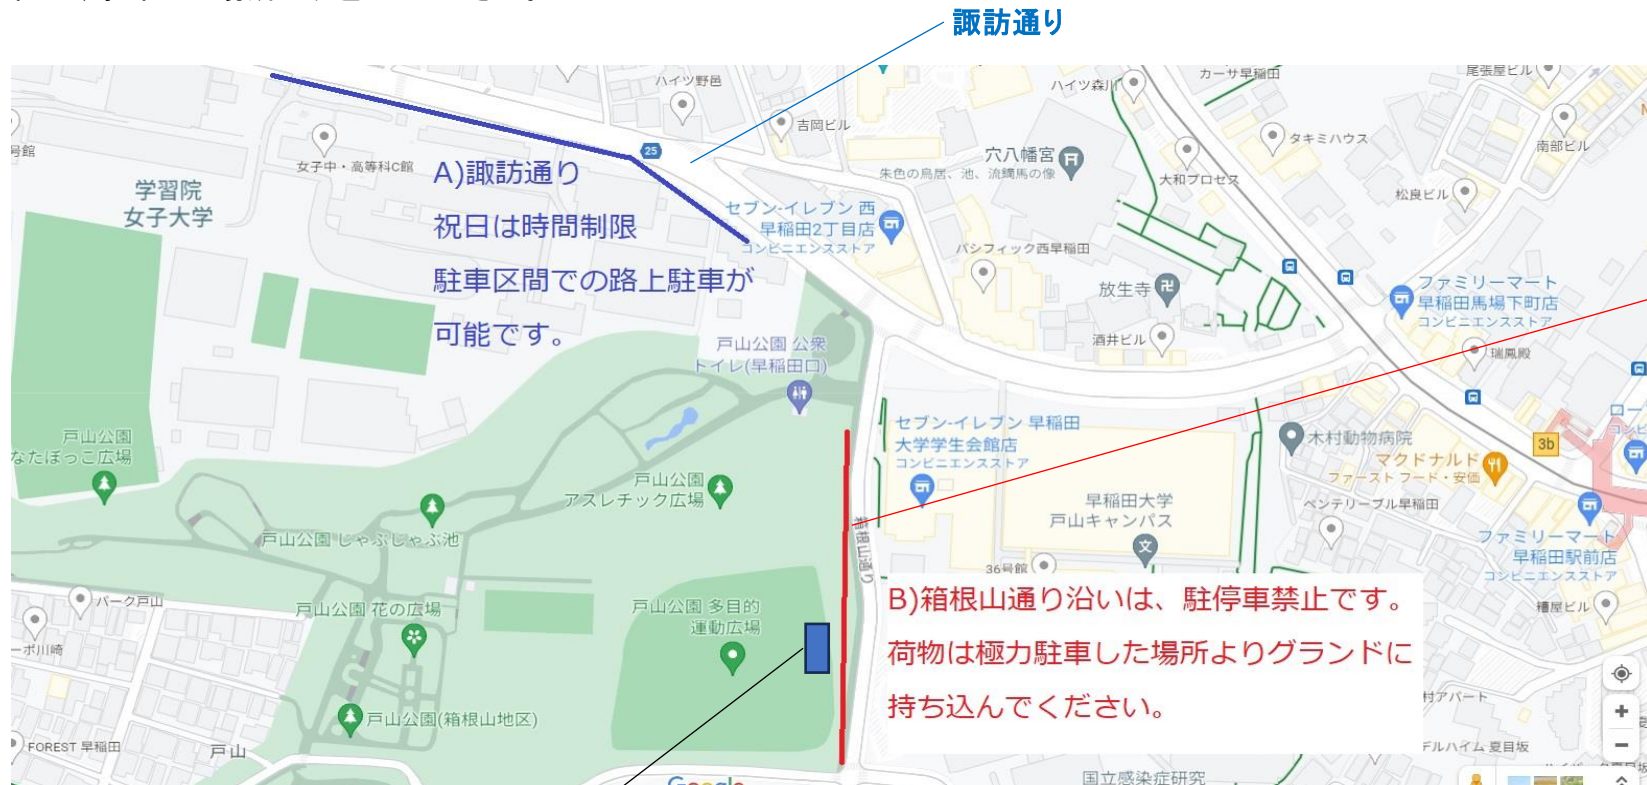 諏訪通り
ハイツ野邑
ハイツ森川
カーサ早稲田
尾張屋ビル
吉岡ビル
25
号館
女子中・高等科C館
穴八幡宮
朱色の鳥居、池、流鏑馬の像
大和プロセス
タキミハウス
南部ビル
松良ビル
学習院
女子大学
A)諏訪通り
祝日は時間制限
駐車区間での路上駐車が
可能です。
セブン-イレブン 西
早稲田2丁目店
コンビニエンスストア
パシフィック西早稲田
放生寺
酒井ビル
ファミリーマート
早稲田馬場下町店
コンビニエンスストア
瑞鳳殿
戸山公園 公衆
トイレ(早稲田口)
セブン-イレブン 早稲田
大学学生会館店
コンビニエンスストア
木村動物病院
3b
マクドナルド
ファースト フード・安価
戸山公園
なたぼっこ広場
戸山公園
アスレチック広場
早稲田大学
戸山キャンパス
ベンテリーブル早稲田
箱根山通り
戸山公園 じゃぶじゃぶ池
36号館
ファミリーマート
早稲田駅前店
コンビニエンスストア
パーク戸山
戸山公園 花の広場
戸山公園 多目的
運動広場
B)箱根山通り沿いは、駐停車禁止です。
荷物は極力駐車した場所よりグランドに
持ち込んでください。
糟屋ビル
ーポ川崎
戸山公園(箱根山地区)
村アパート
FOREST 早稲田
戸山
デルハイム 夏目坂
Google
国立感染症研究